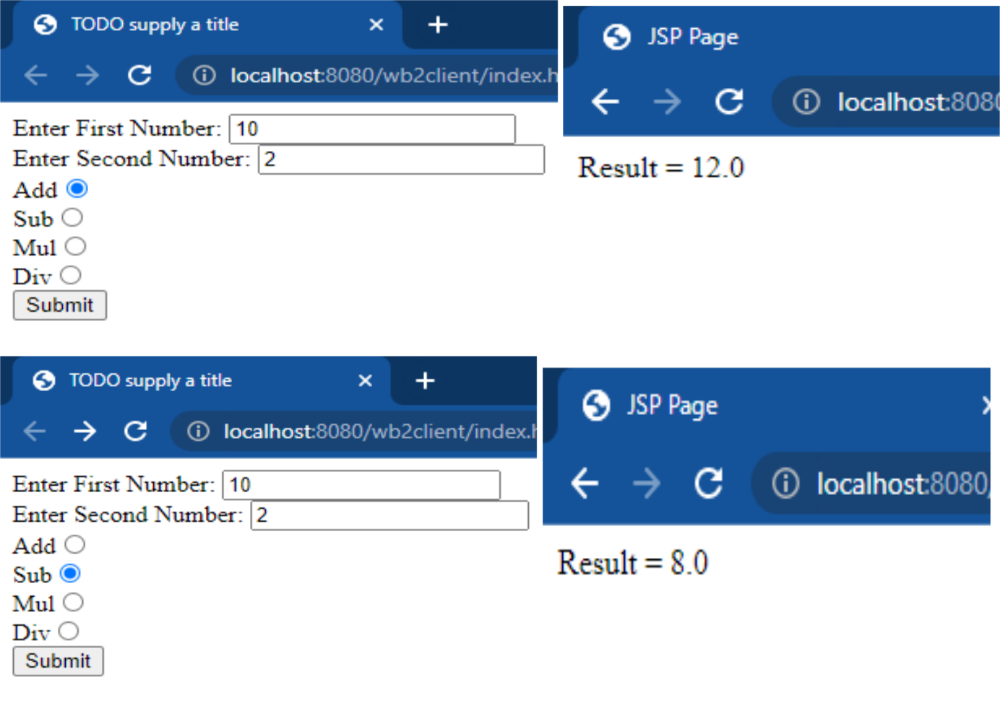 TODO supply a title
localhost:8080/wb2client/index.h
Enter First Number: 10
Enter Second Number: 2
Add
Sub
Mul
Div
Submit
JSP Page
localhost:8080
Result = 12.0
TODO supply a title
localhost:8080/wb2client/index.h
Enter First Number: 10
Enter Second Number: 2
Add
Sub
Mul
Div
Submit
JSP Page
localhost:8080/
Result = 8.0